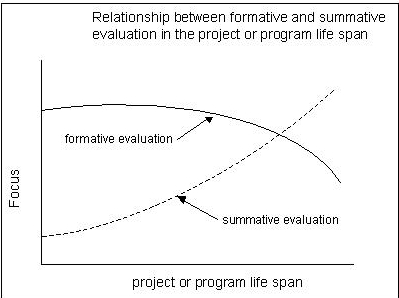 Relationship between formative and summative
evaluation in the project or program life span
formative evaluation
Focus
summative evaluation
project or program life span